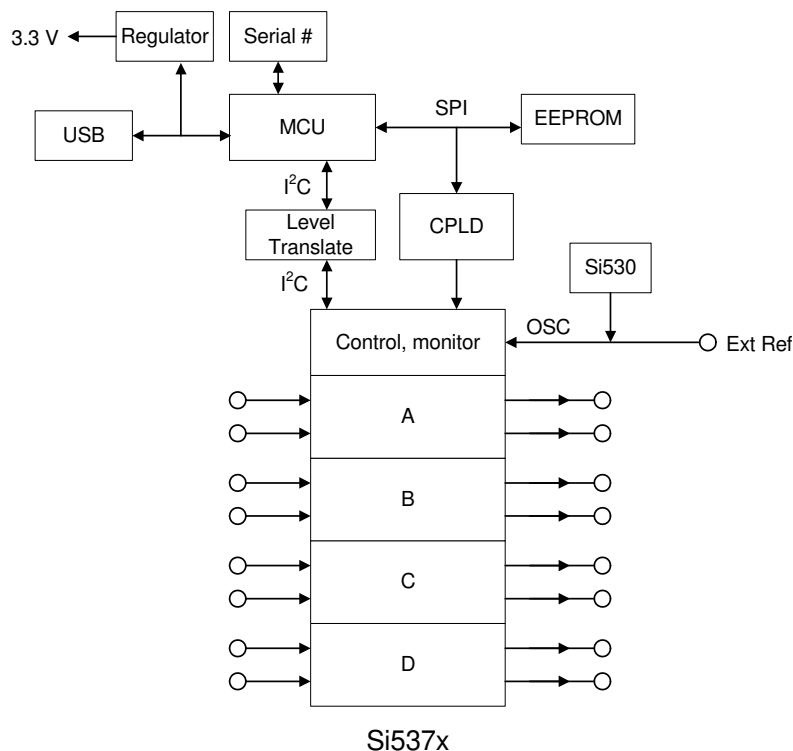 3.3 V
Regulator
Serial #
USB
MCU
SPI
EEPROM
I²C
Level
Translate
CPLD
I²C
Si530
Control, monitor
OSC
Ext Ref
A
B
C
D
Si537x